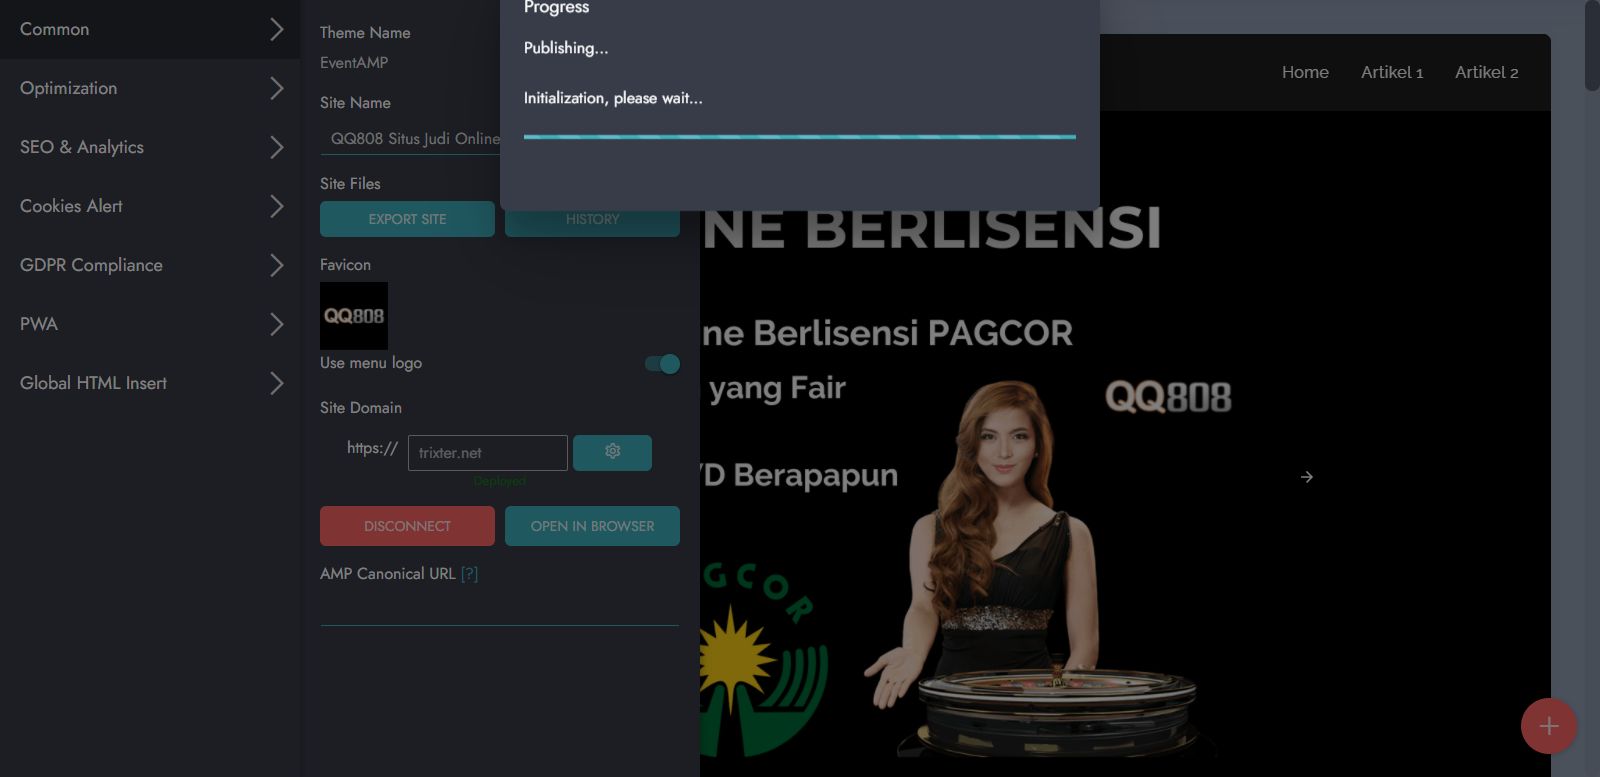 Common
Optimization
SEO & Analytics
Cookies Alert
GDPR Compliance
PWA
Global HTML Insert
Theme Name
EventAMP
Site Name
QQ808 Situs Judi Online
Site Files
EXPORT SITE
HISTORY
Favicon
QQ808
Use menu logo
Site Domain
https://
trixter.net
Deployed
DISCONNECT
OPEN IN BROWSER
AMP Canonical URL [?]
Progress
Publishing...
Initialization, please wait...
Home
Artikel 1
Artikel 2
NE BERLISENSI
ne Berlisensi PAGCOR
yang Fair
QQ808
D Berapapun
GCOR